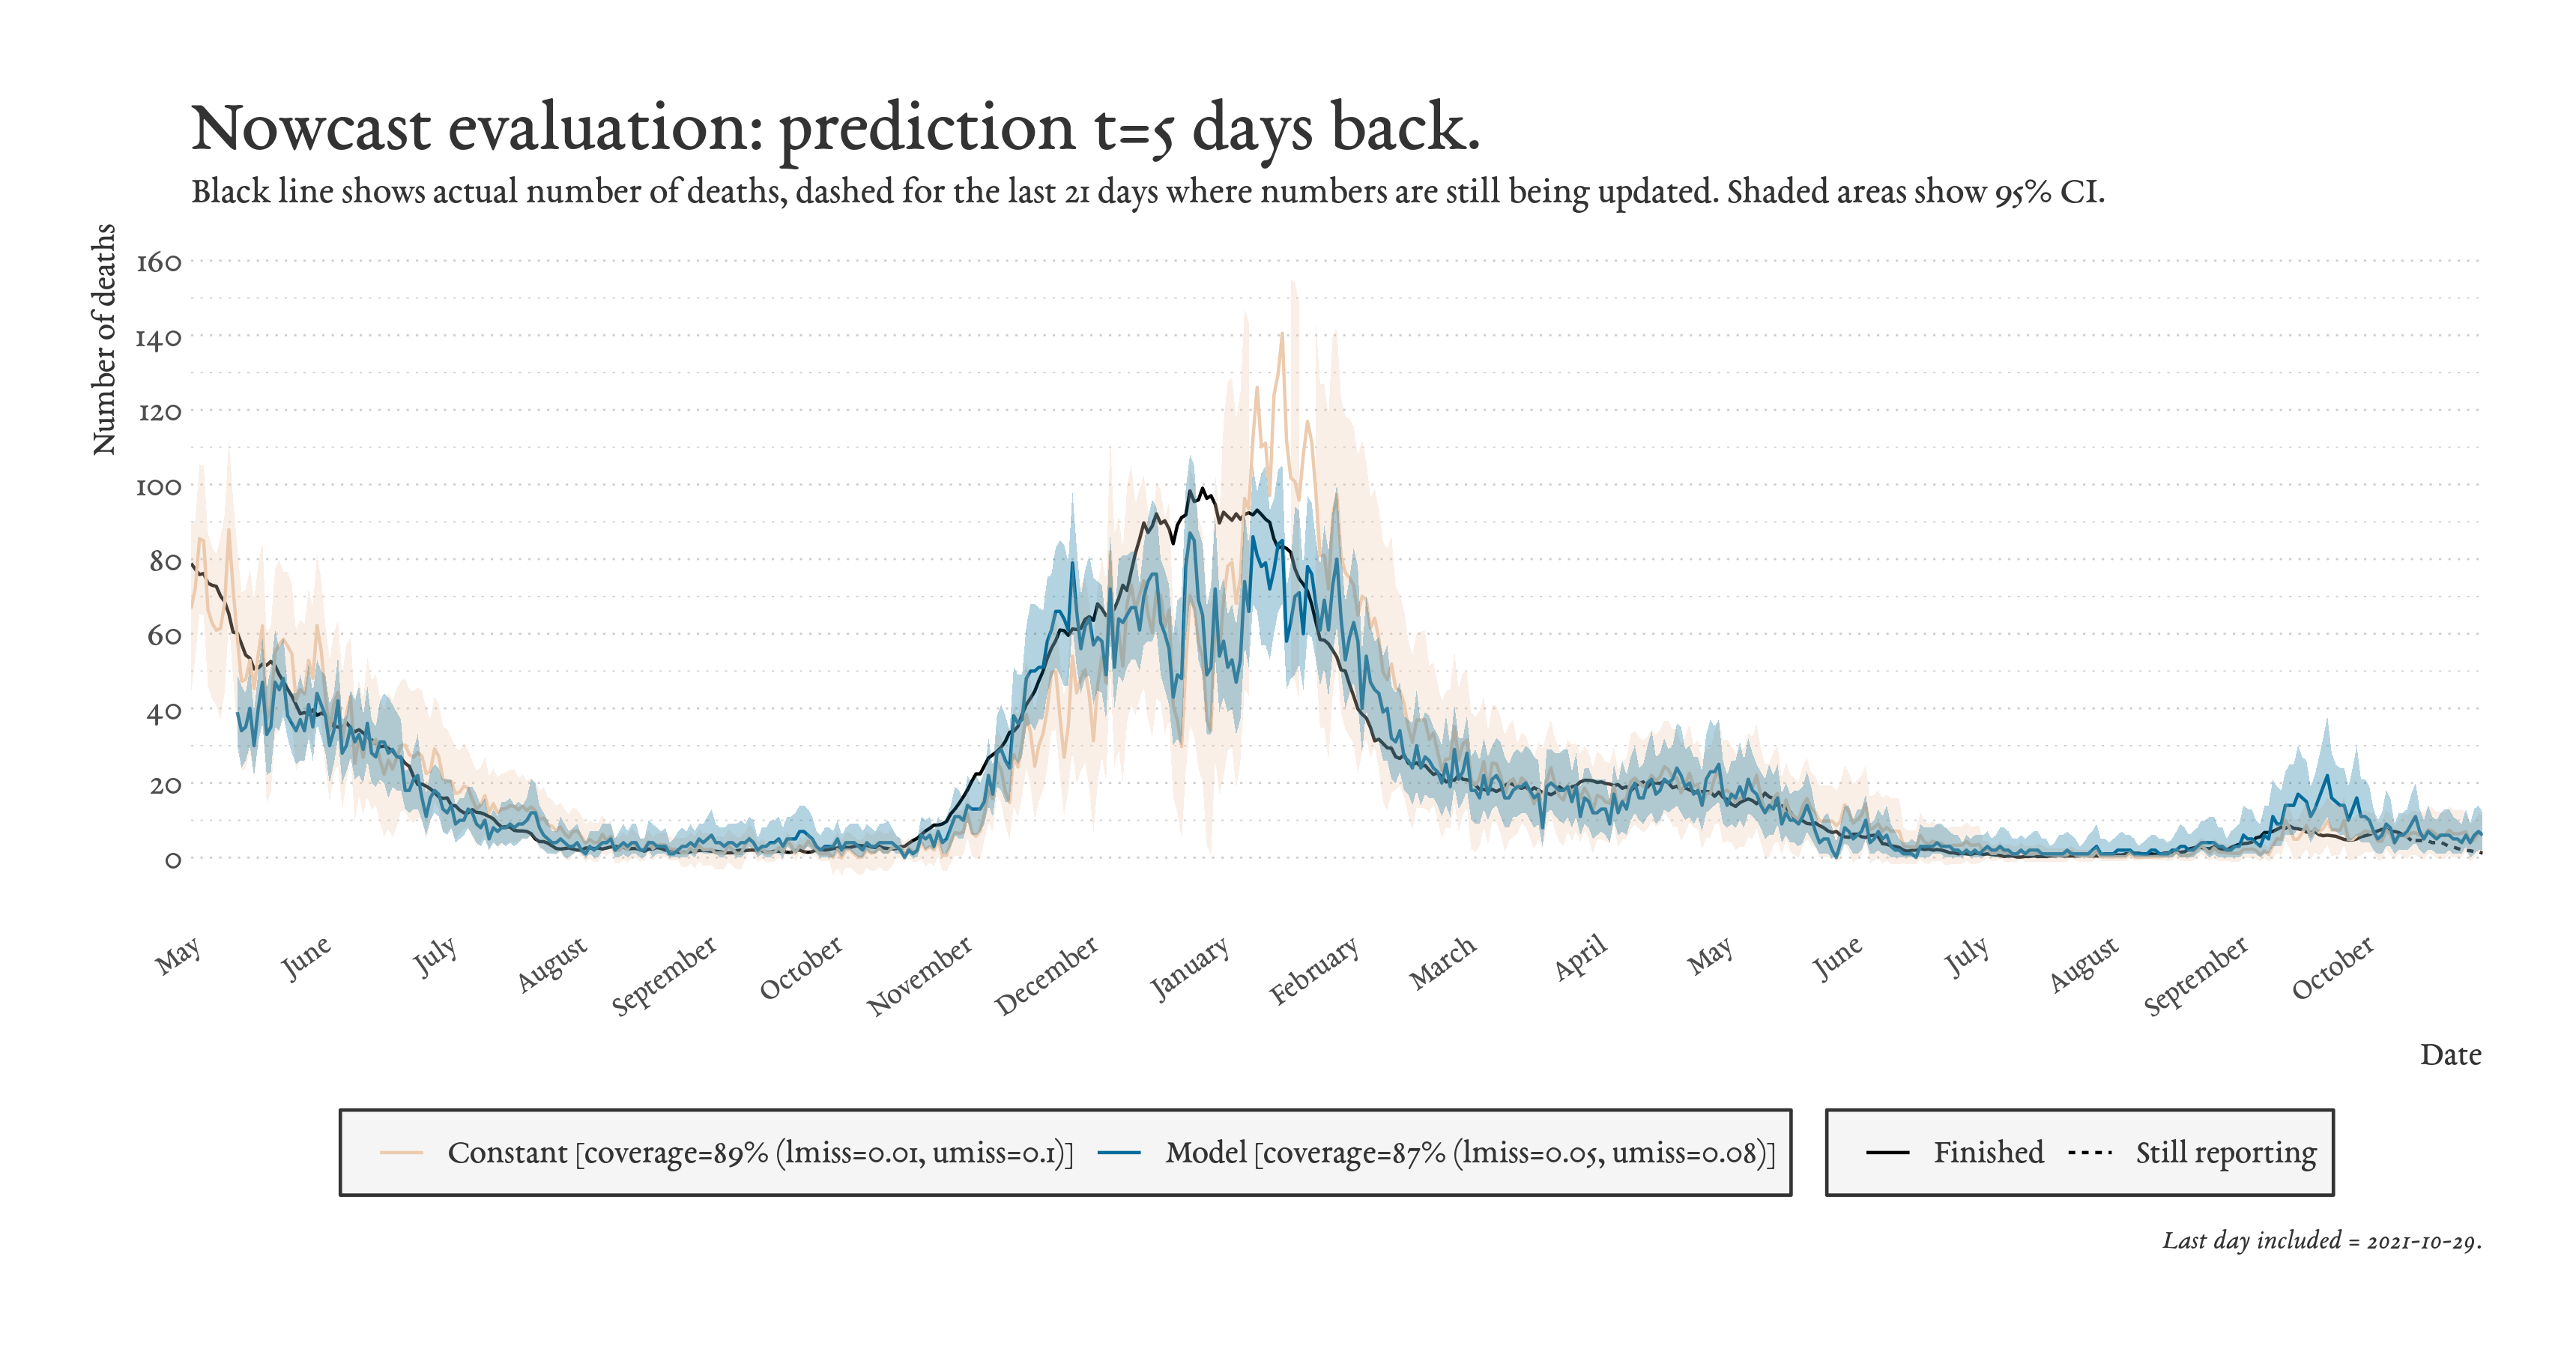 Nowcast evaluation: prediction t=5 days back.
Black line shows actual number of deaths, dashed for the last 21 days where numbers are still being updated. Shaded areas show 95% CI.
Number of deaths
160
140
120
100
80
60
40
20
0
May
June
July
August
September
October
November
December
January
February
March
April
May
June
July
August
September
October
Date
Constant [coverage=89% (lmiss=0.01, umiss=0.1)]
Model [coverage=87% (lmiss=0.05, umiss=0.08)]
Finished
Still reporting
Last day included = 2021-10-29.